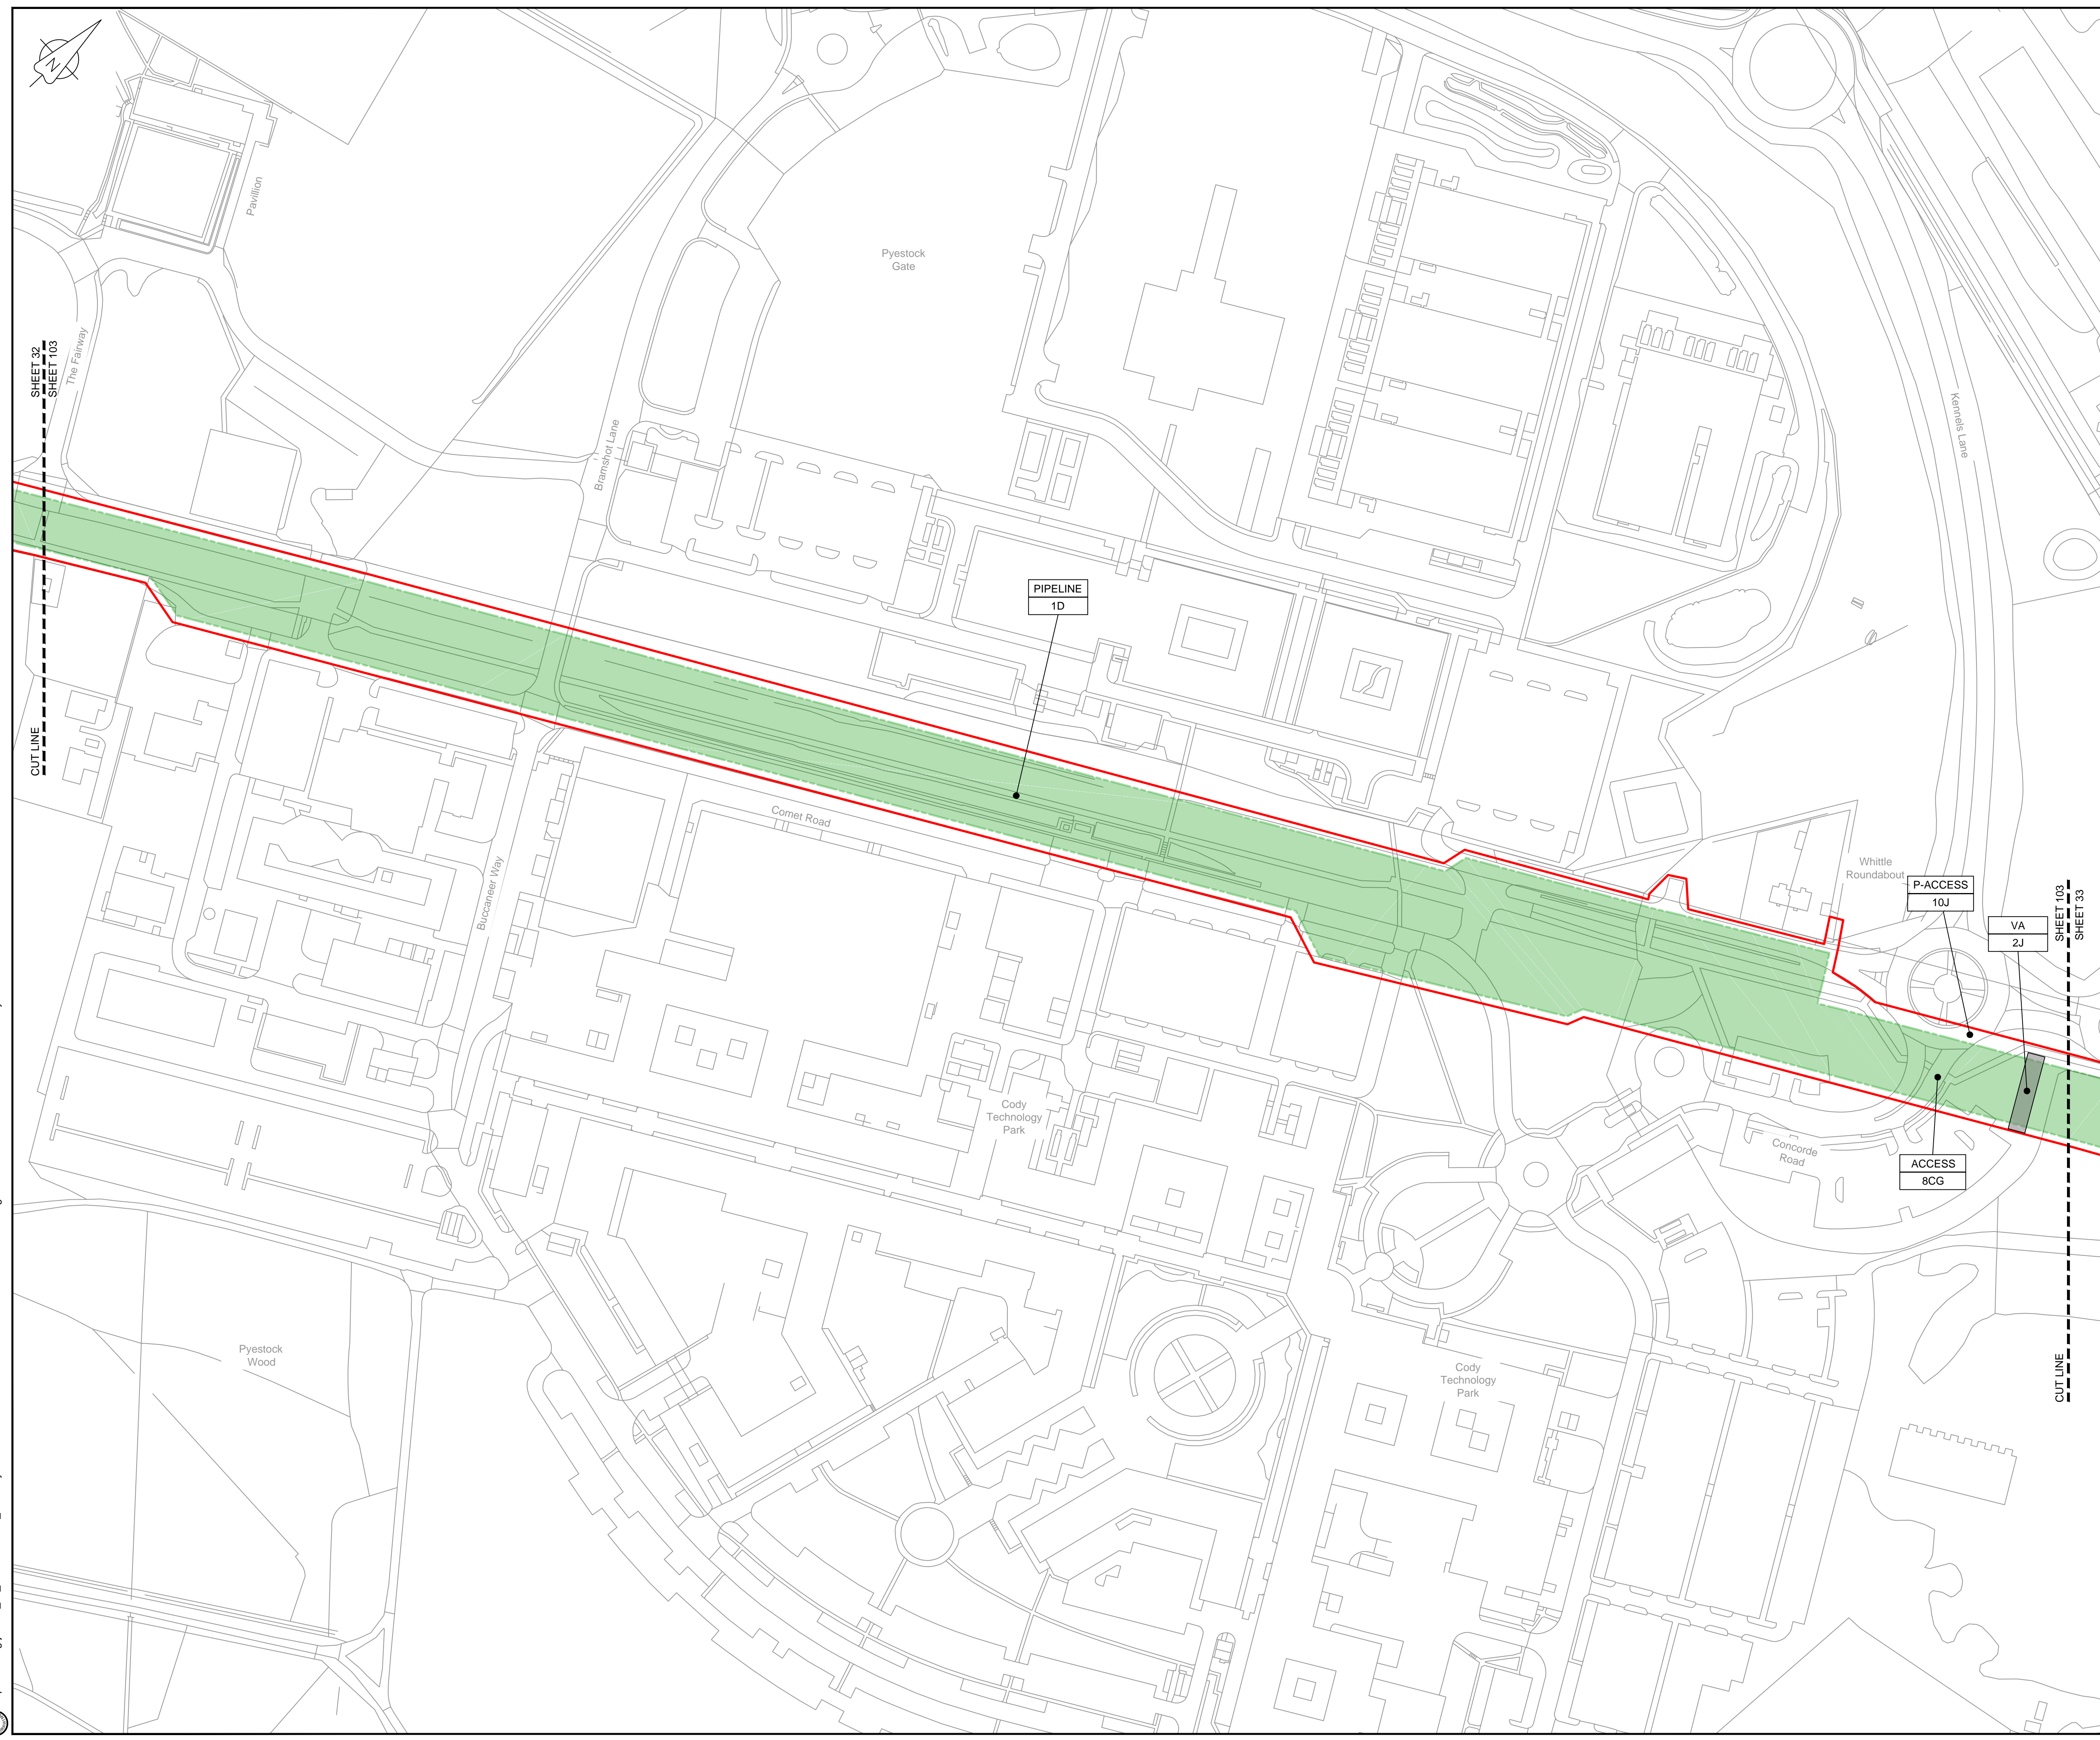 N
Pavillion
Pyestock
Gate
SHEET 32
SHEET 103
The Fairway
Bramshot Lane
Kennels Lane
PIPELINE
1D
CUT LINE
Comet Road
Buccaneer Way
Whittle
Roundabout
P-ACCESS
10J
VA
2J
SHEET 103
SHEET 33
Cody
Technology
Park
Concorde
Road
ACCESS
8CG
Pyestock
Wood
Cody
Technology
Park
CUT LINE